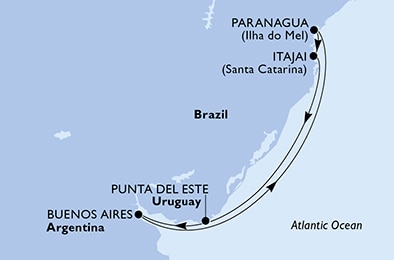 PARANAGUA
(Ilha do Mel)
ITAJAI
(Santa Catarina)
Brazil
PUNTA DEL ESTE
Uruguay
BUENOS AIRES
Argentina
Atlantic Ocean